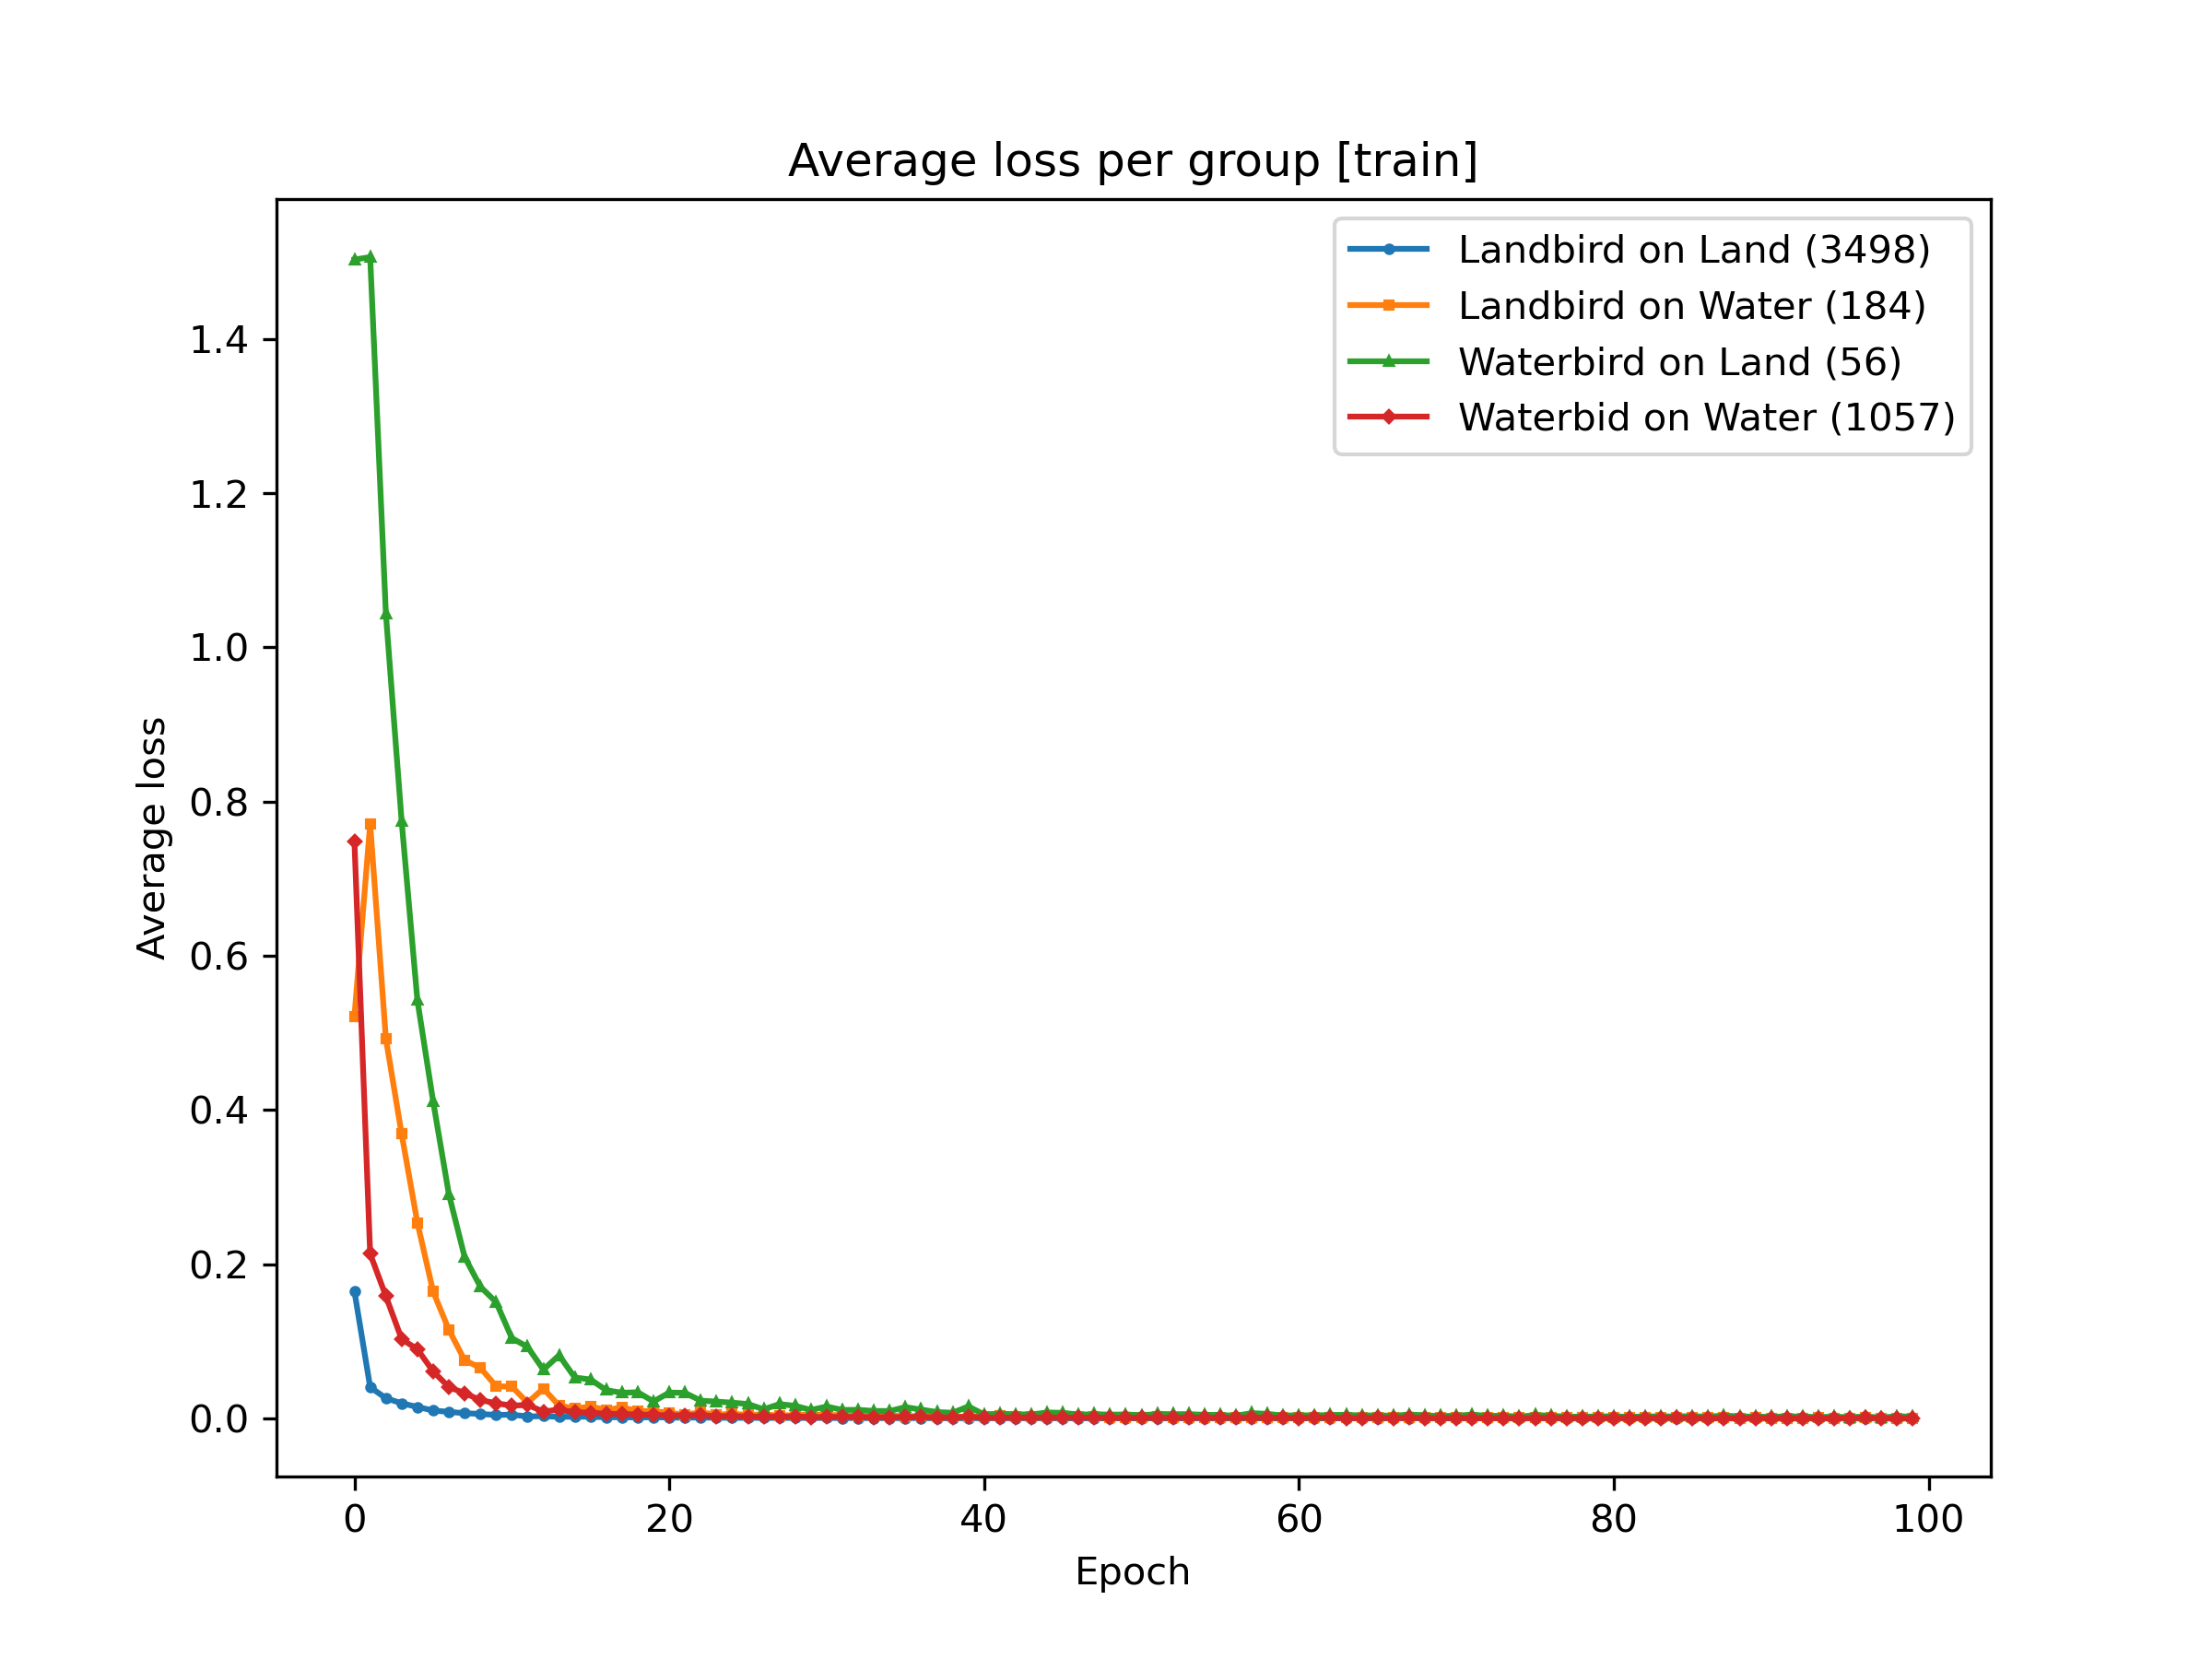 Average loss per group [train]
Landbird on Land (3498)
Landbird on Water (184)
Waterbird on Land (56)
Waterbid on Water (1057)
1.4
1.2
1.0
0.8
0.6
0.4
0.2
0.0
Average loss
0 20 40 60 80 100
Epoch